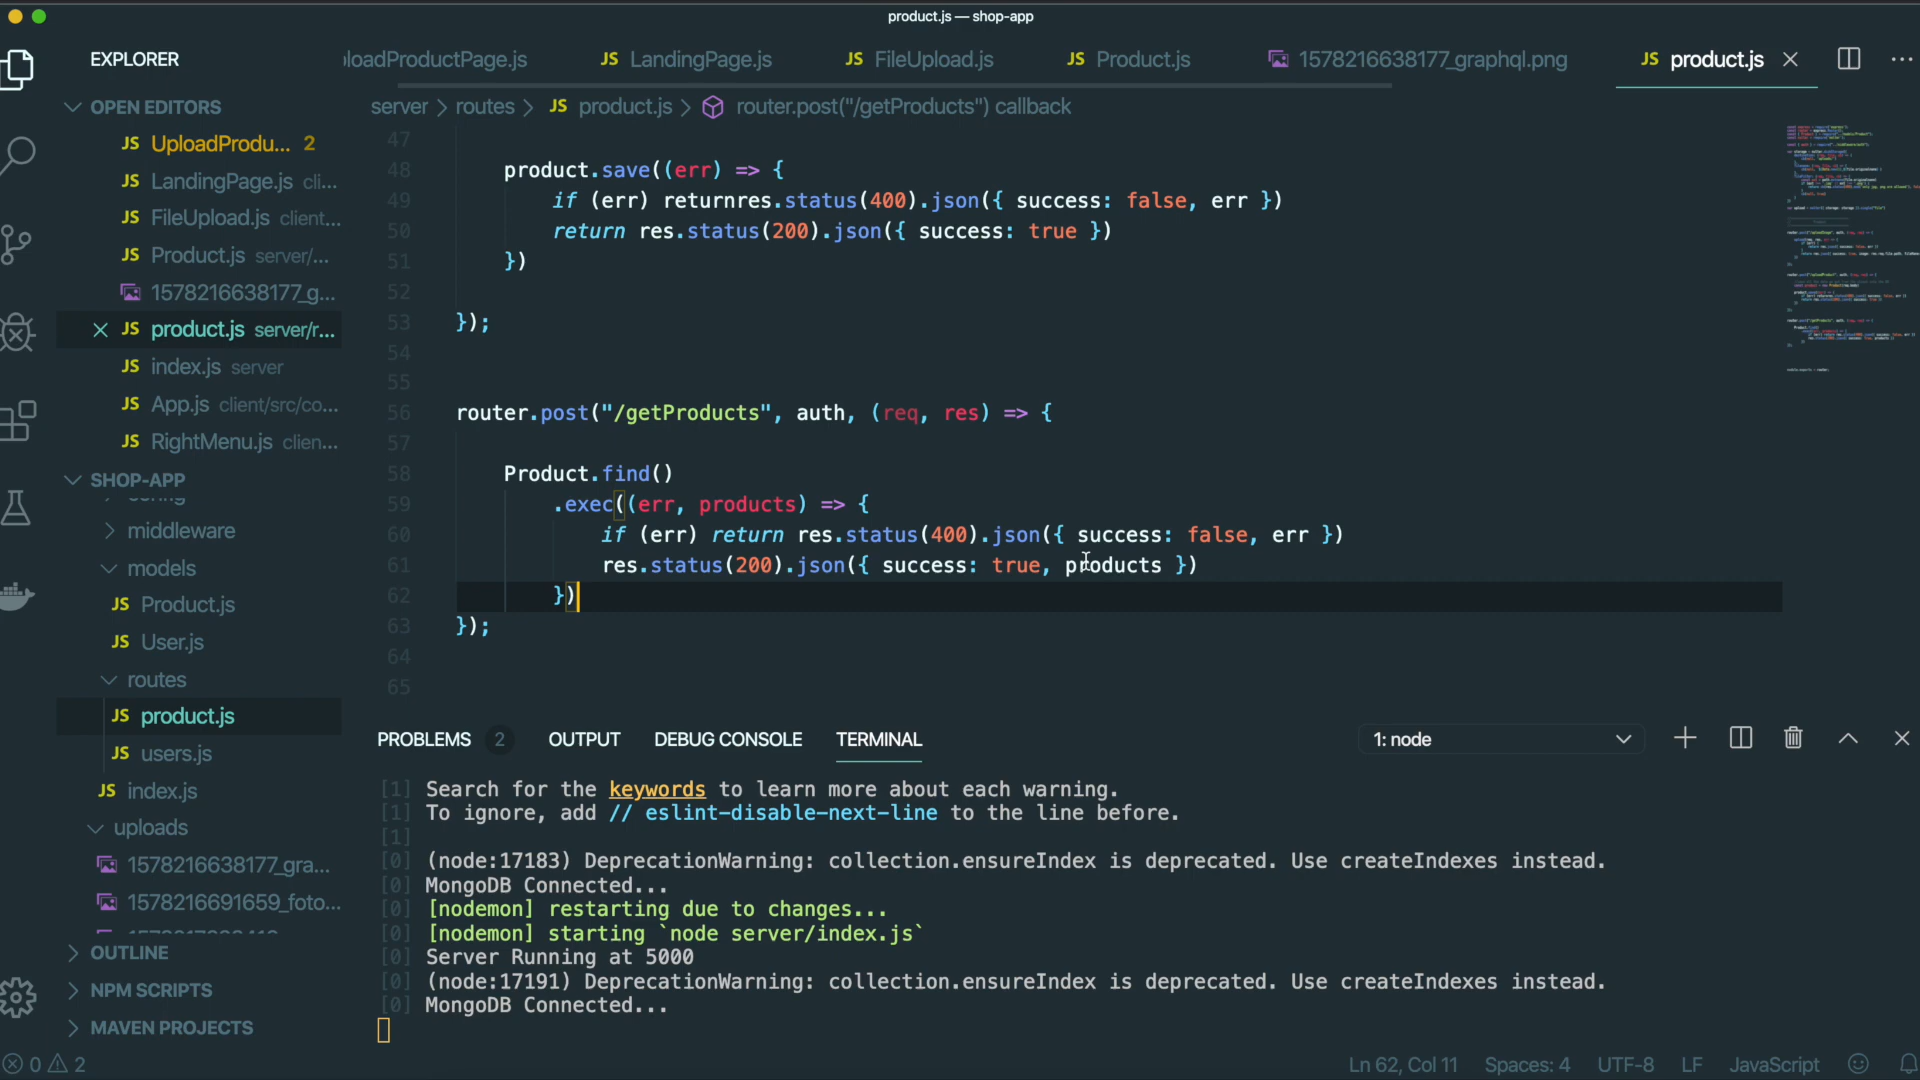 product.js — shop-app
EXPLORER
loadProductPage.js
JS LandingPage.js
JS FileUpload.js
JS Product.js
1578216638177_graphql.png
JS product.js
OPEN EDITORS
server > routes > JS product.js > router.post("/getProducts") callback
JS UploadProdu... 2
JS LandingPage.js cli...
JS FileUpload.js client...
JS Product.js server/...
1578216638177_g...
JS product.js server/r...
JS index.js server
JS App.js client/src/co...
JS RightMenu.js clien...
SHOP-APP
config
middleware
models
JS Product.js
JS User.js
routes
JS product.js
JS users.js
JS index.js
uploads
1578216638177_gra...
1578216691659_foto...
OUTLINE
NPM SCRIPTS
MAVEN PROJECTS
47
48 product.save((err) => {
49 if (err) returnres.status(400).json({ success: false, err })
50 return res.status(200).json({ success: true })
51 })
52
53 });
54
55
56 router.post("/getProducts", auth, (req, res) => {
57
58 Product.find()
59 .exec((err, products) => {
60 if (err) return res.status(400).json({ success: false, err })
61 res.status(200).json({ success: true, products })
62 })
63 });
64
65
PROBLEMS 2 OUTPUT DEBUG CONSOLE TERMINAL 1: node
[1] Search for the keywords to learn more about each warning.
[1] To ignore, add // eslint-disable-next-line to the line before.
[1]
[0] (node:17183) DeprecationWarning: collection.ensureIndex is deprecated. Use createIndexes instead.
[0] MongoDB Connected...
[0] [nodemon] restarting due to changes...
[0] [nodemon] starting `node server/index.js`
[0] Server Running at 5000
[0] (node:17191) DeprecationWarning: collection.ensureIndex is deprecated. Use createIndexes instead.
[0] MongoDB Connected...
0 2
Ln 62, Col 11 Spaces: 4 UTF-8 LF JavaScript